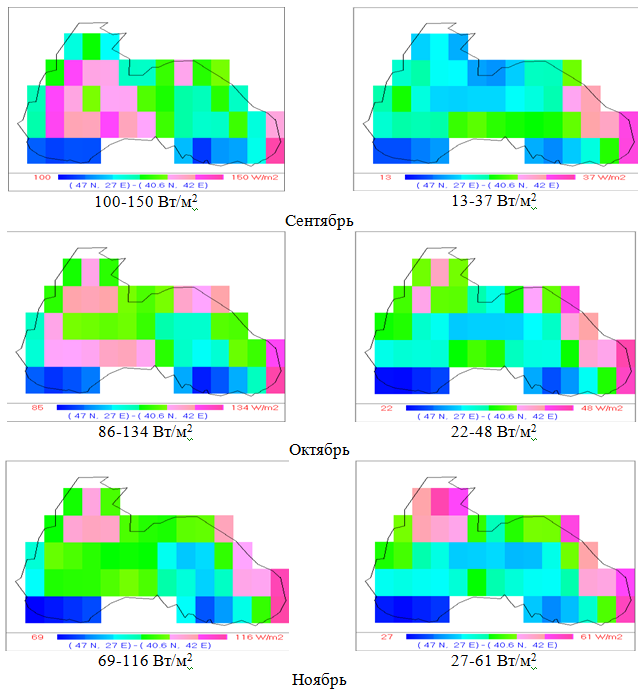 100 150 W/m2 13 37 W/m2
( 47 N, 27 E) - ( 40.6 N, 42 E) ( 47 N, 27 E) - ( 40.6 N, 42 E)
100-150 Вт/м² 13-37 Вт/м²
Сентябрь
85 134 W/m2 22 48 W/m2
( 47 N, 27 E) - ( 40.6 N, 42 E) ( 47 N, 27 E) - ( 40.6 N, 42 E)
86-134 Вт/м² 22-48 Вт/м²
Октябрь
69 116 W/m2 27 61 W/m2
( 47 N, 27 E) - ( 40.6 N, 42 E) ( 47 N, 27 E) - ( 40.6 N, 42 E)
69-116 Вт/м² 27-61 Вт/м²
Ноябрь